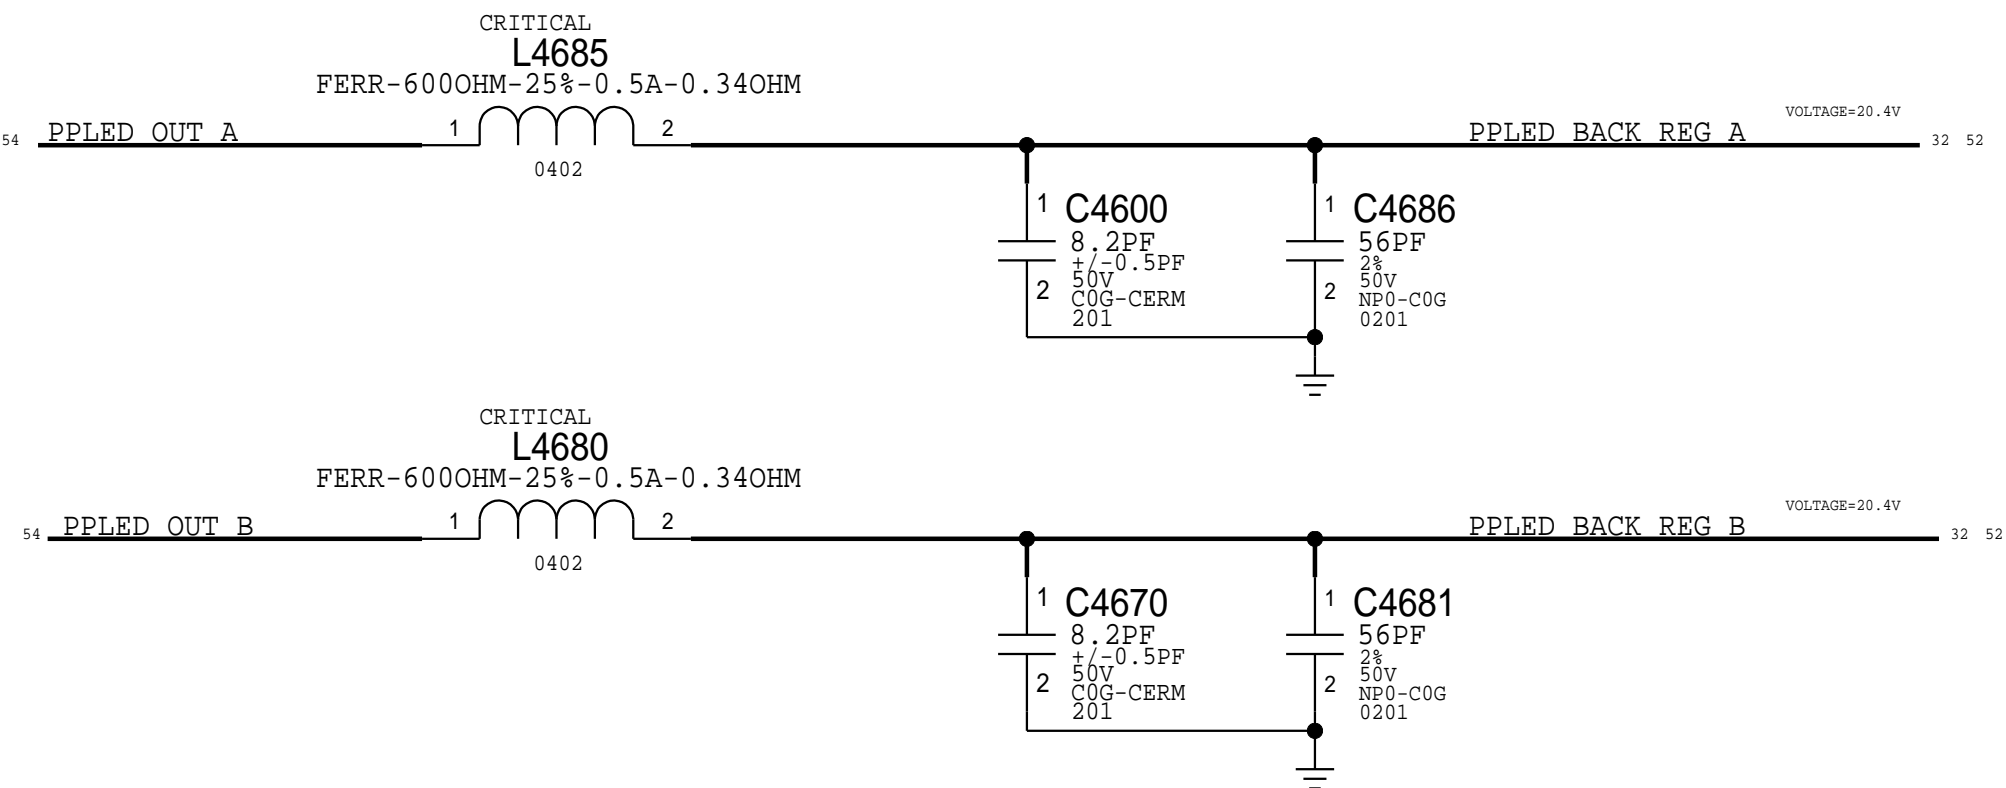 CRITICAL
L4685
FERR-600OHM-25%-0.5A-0.34OHM
54 PPLED OUT A 1 2 PPLED BACK REG A VOLTAGE=20.4V 32 52
0402
1 C4600
8.2PF
+/-0.5PF
50V
2 C0G-CERM
201
1 C4686
56PF
2%
50V
2 NP0-C0G
0201
CRITICAL
L4680
FERR-600OHM-25%-0.5A-0.34OHM
54 PPLED OUT B 1 2 PPLED BACK REG B VOLTAGE=20.4V 32 52
0402
1 C4670
8.2PF
+/-0.5PF
50V
2 C0G-CERM
201
1 C4681
56PF
2%
50V
2 NP0-C0G
0201